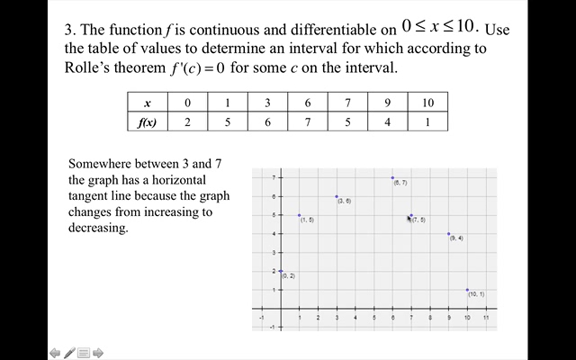 3. The function f is continuous and differentiable on 0 ≤ x ≤ 10. Use
the table of values to determine an interval for which according to
Rolle's theorem f '(c) = 0 for some c on the interval.
x 0 1 3 6 7 9 10
f(x) 2 5 6 7 5 4 1
Somewhere between 3 and 7
the graph has a horizontal
tangent line because the graph
changes from increasing to
decreasing.
7
(6, 7)
6
(3, 6)
5
(1, 5) (7, 5)
4
(9, 4)
3
2
(0, 2)
1
(10, 1)
-1 1 2 3 4 5 6 7 8 9 10 11
-1